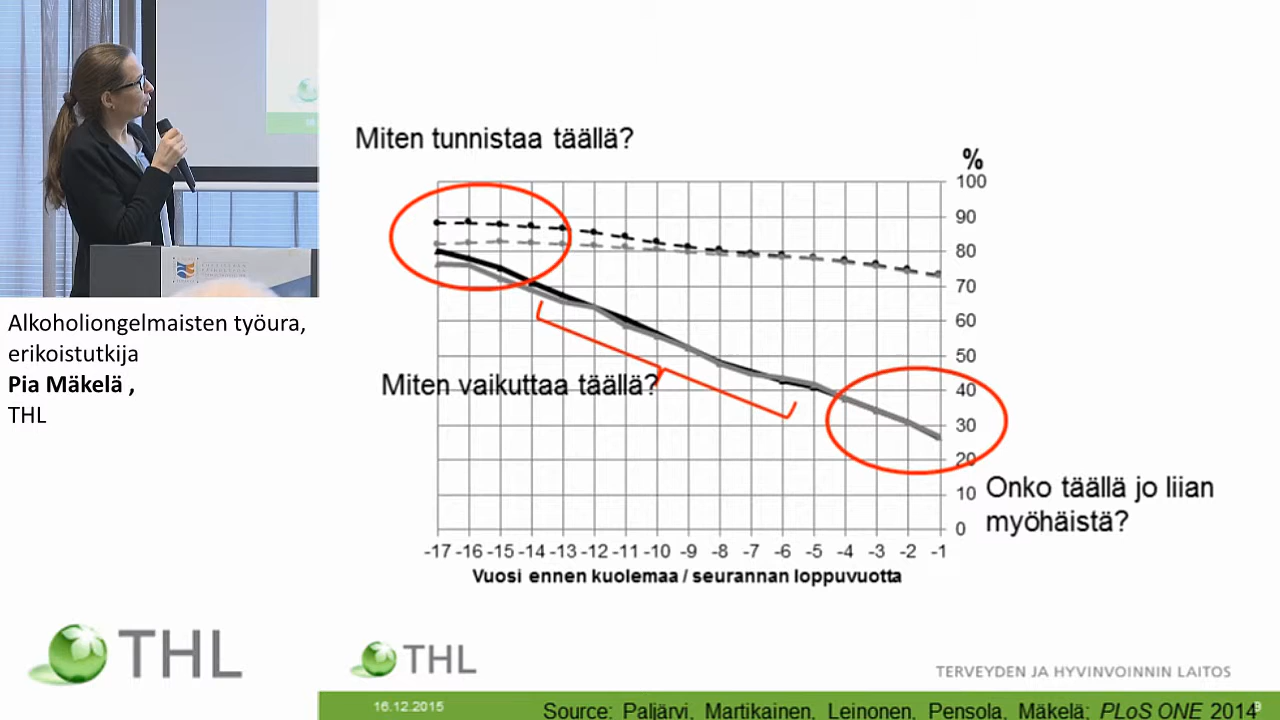 Alkoholiongelmaisten työura,
erikoistutkija
Pia Mäkelä ,
THL
THL
Miten tunnistaa täällä?
%
100
90
80
70
60
50
40
30
20
10
0
Miten vaikuttaa täällä?
Onko täällä jo liian
myöhäistä?
-17 -16 -15 -14 -13 -12 -11 -10 -9 -8 -7 -6 -5 -4 -3 -2 -1
Vuosi ennen kuolemaa / seurannan loppuvuotta
THL
TERVEYDEN JA HYVINVOINNIN LAITOS
16.12.2015
Source: Paljärvi, Martikainen, Leinonen, Pensola, Mäkelä; PLoS ONE 2014
9